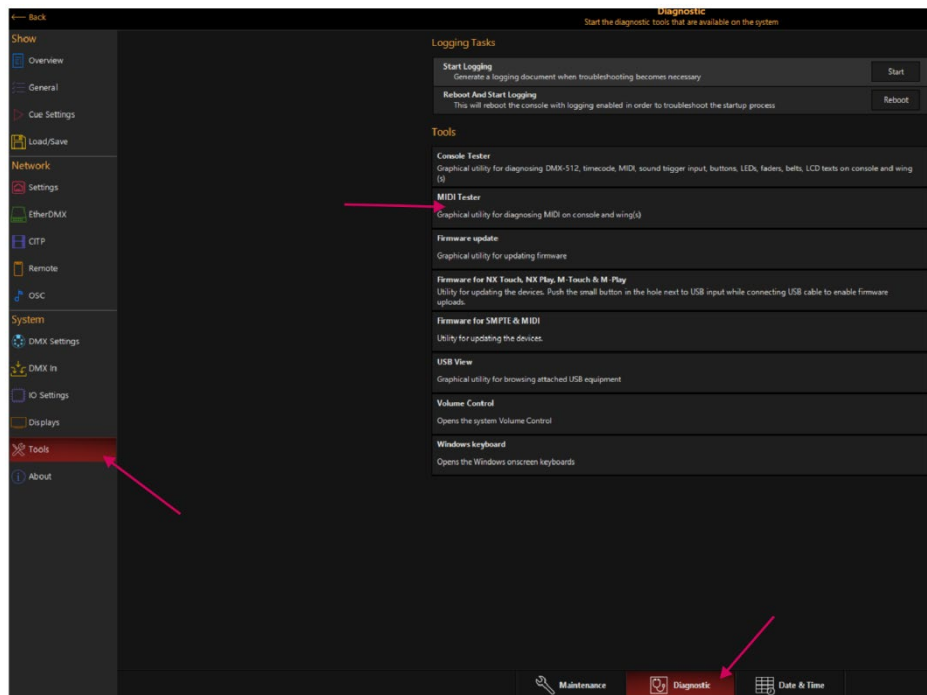 Back
Diagnostic
Start the diagnostic tools that are available on the system
Show
Overview
General
Cue Settings
Load/Save
Network
Settings
EtherDMX
CITP
Remote
OSC
System
DMX Settings
DMX In
IO Settings
Displays
Tools
About
Logging Tasks
Start Logging
Generate a logging document when troubleshooting becomes necessary
Start
Reboot And Start Logging
This will reboot the console with logging enabled in order to troubleshoot the startup process
Reboot
Tools
Console Tester
Graphical utility for diagnosing DMX-512, timecode, MIDI, sound trigger input, buttons, LEDs, faders, belts, LCD texts on console and wing
(s)
MIDI Tester
Graphical utility for diagnosing MIDI on console and wing(s)
Firmware update
Graphical utility for updating firmware
Firmware for NX Touch, NX Play, M-Touch & M-Play
Utility for updating the devices. Push the small button in the hole next to USB input while connecting USB cable to enable firmware
uploads.
Firmware for SMPTE & MIDI
Utility for updating the devices.
USB View
Graphical utility for browsing attached USB equipment
Volume Control
Opens the system Volume Control
Windows keyboard
Opens the Windows onscreen keyboards
Maintenance
Diagnostic
Date & Time